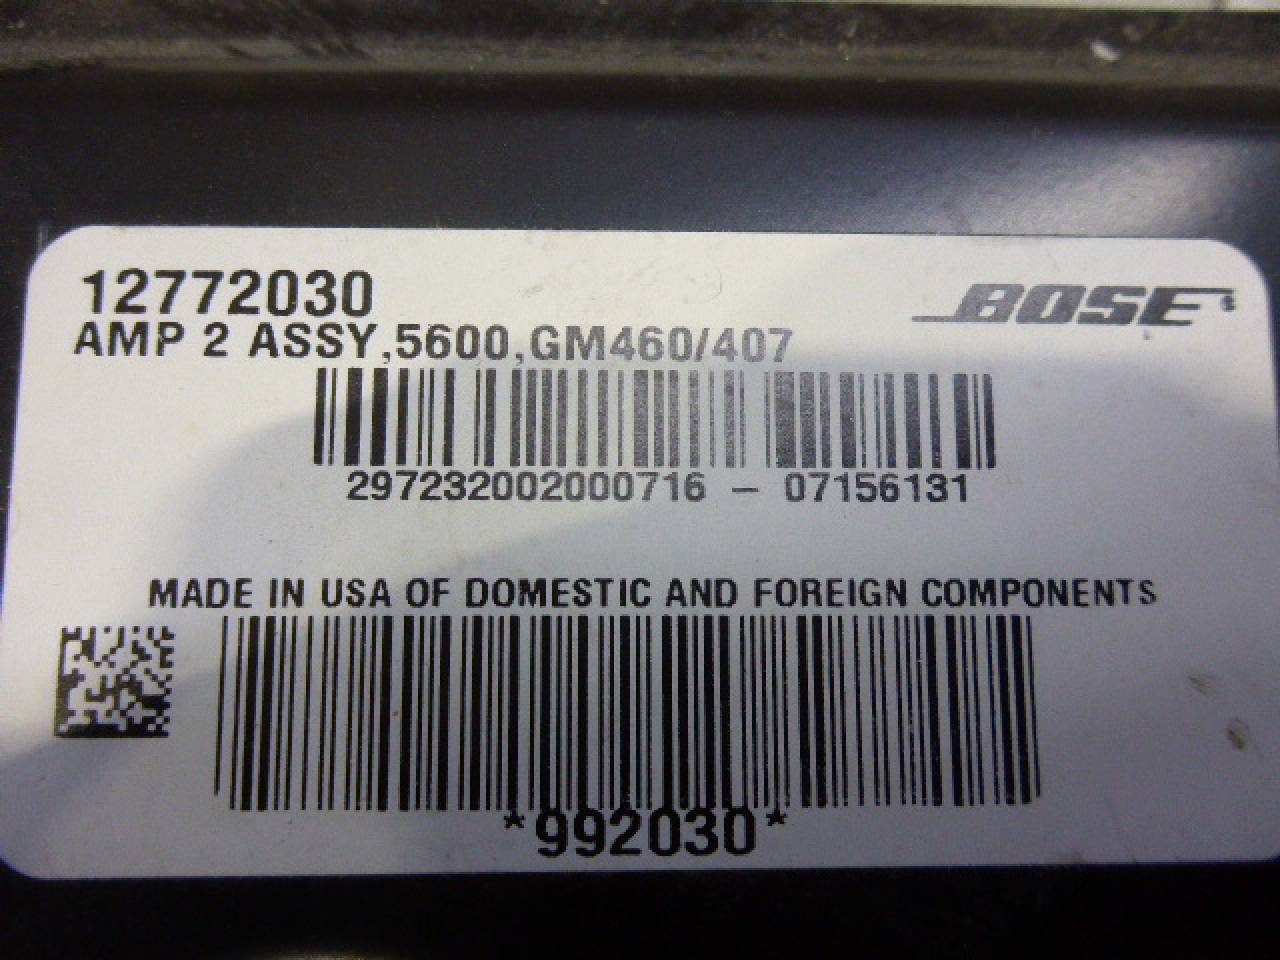 12772030
BOSE
AMP 2 ASSY,5600,GM460/407
297232002000716 – 07156131
MADE IN USA OF DOMESTIC AND FOREIGN COMPONENTS
*992030*